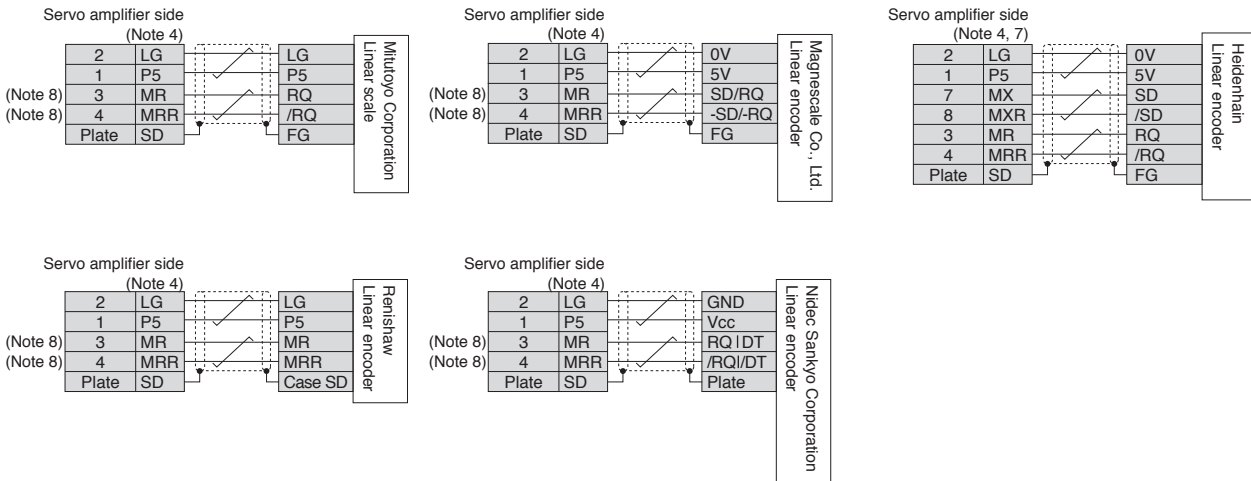 Servo amplifier side
(Note 4)
2 LG LG
1 P5 P5
(Note 8) 3 MR RQ
(Note 8) 4 MRR /RQ
Plate SD FG
Mitutoyo Corporation
Linear scale
Servo amplifier side
(Note 4)
2 LG 0V
1 P5 5V
(Note 8) 3 MR SD/RQ
(Note 8) 4 MRR -SD/-RQ
Plate SD FG
Magnescale Co., Ltd.
Linear encoder
Servo amplifier side
(Note 4, 7)
2 LG 0V
1 P5 5V
7 MX SD
8 MXR /SD
3 MR RQ
4 MRR /RQ
Plate SD FG
Heidenhain
Linear encoder
Servo amplifier side
(Note 4)
2 LG LG
1 P5 P5
(Note 8) 3 MR MR
(Note 8) 4 MRR MRR
Plate SD Case SD
Renishaw
Linear encoder
Servo amplifier side
(Note 4)
2 LG GND
1 P5 Vcc
(Note 8) 3 MR RQ|DT
(Note 8) 4 MRR /RQ|/DT
Plate SD Plate
Nidec Sankyo Corporation
Linear encoder